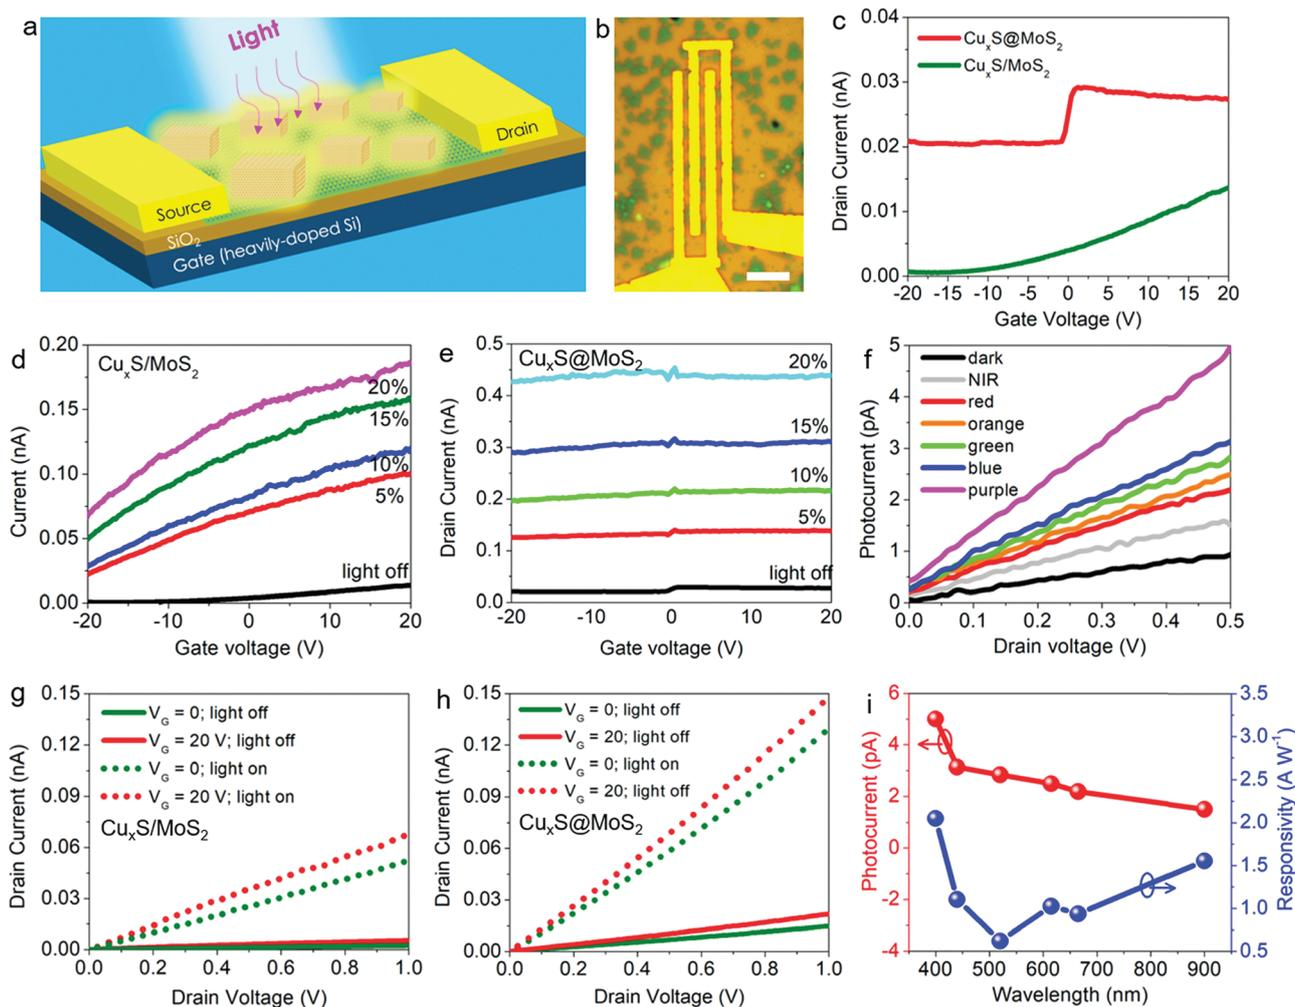 a
Light
Source
Drain
SiO2
Gate (heavily-doped Si)
b
c
CuxS@MoS2
CuxS/MoS2
Drain Current (nA)
0.04
0.03
0.02
0.01
0.00
-20 -15 -10 -5 0 5 10 15 20
Gate Voltage (V)
d
CuxS/MoS2
Current (nA)
0.20
0.15
0.10
0.05
0.00
20%
15%
10%
5%
light off
-20 -10 0 10 20
Gate voltage (V)
e
CuxS@MoS2
Drain Current (nA)
0.5
0.4
0.3
0.2
0.1
0.0
20%
15%
10%
5%
light off
-20 -10 0 10 20
Gate voltage (V)
f
Photocurrent (pA)
5
4
3
2
1
0
dark
NIR
red
orange
green
blue
purple
0.0 0.1 0.2 0.3 0.4 0.5
Drain voltage (V)
g
Drain Current (nA)
0.15
0.12
0.09
0.06
0.03
0.00
VG = 0; light off
VG = 20 V; light off
VG = 0; light on
VG = 20 V; light on
CuxS/MoS2
0.0 0.2 0.4 0.6 0.8 1.0
Drain Voltage (V)
h
Drain Current (nA)
0.15
0.12
0.09
0.06
0.03
0.00
VG = 0; light off
VG = 20; light off
VG = 0; light on
VG = 20; light off
CuxS@MoS2
0.0 0.2 0.4 0.6 0.8 1.0
Drain Voltage (V)
i
Photocurrent (pA)
6
4
2
0
-2
-4
3.5
3.0
2.5
2.0
1.5
1.0
0.5
Responsivity (A W-1)
400 500 600 700 800 900
Wavelength (nm)